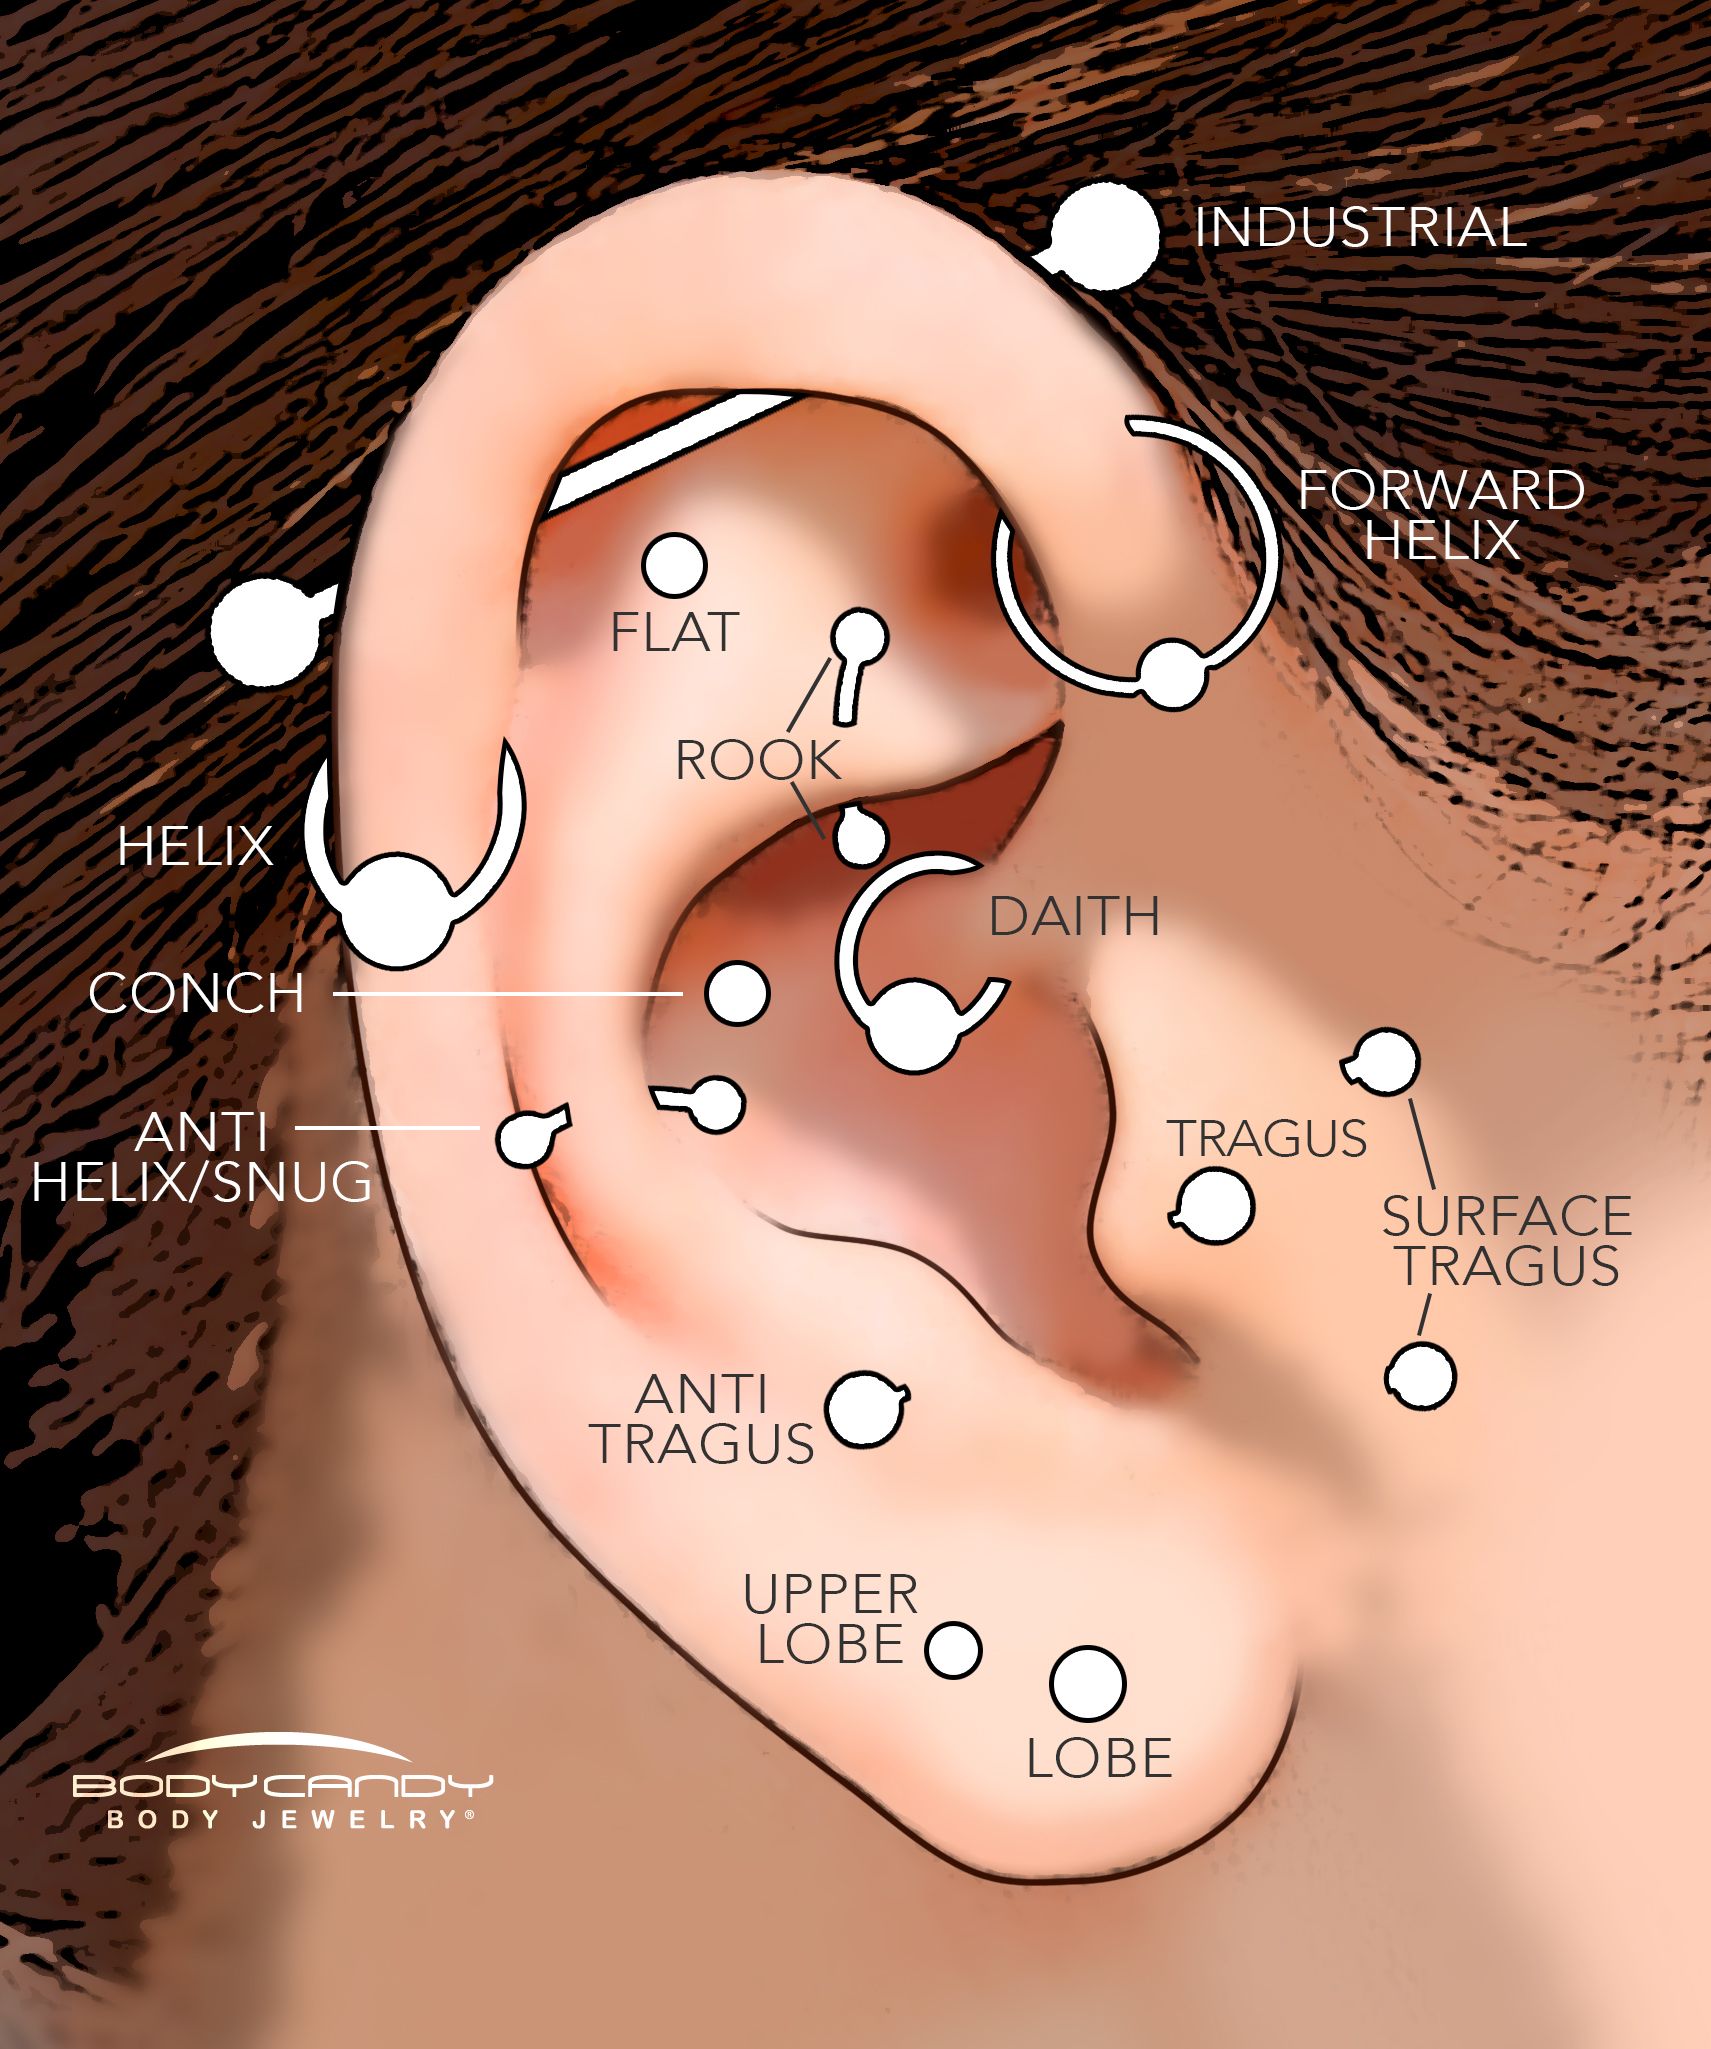 INDUSTRIAL
FORWARD
HELIX
FLAT
ROOK
HELIX
DAITH
CONCH
ANTI
HELIX/SNUG
TRAGUS
SURFACE
TRAGUS
ANTI
TRAGUS
UPPER
LOBE
LOBE
BODYCANDY
BODY JEWELRY®